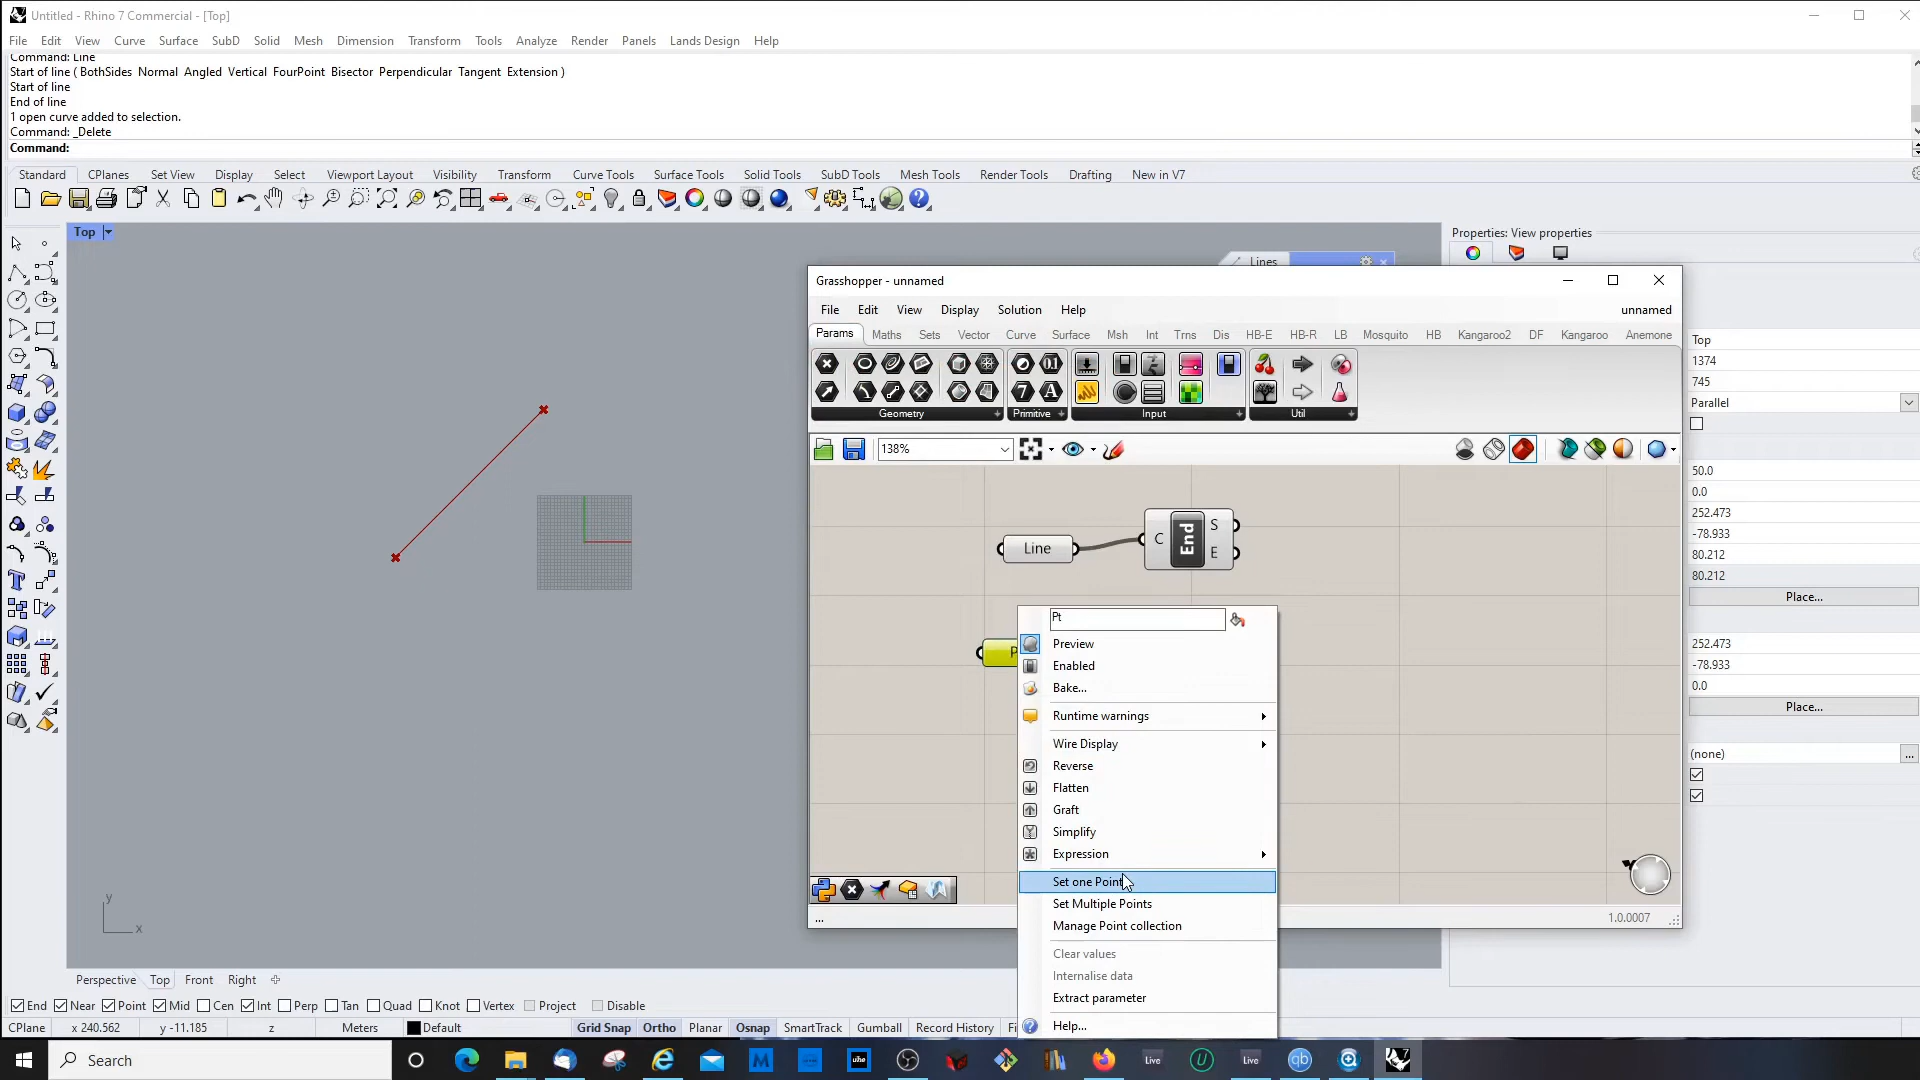 Untitled - Rhino 7 Commercial - [Top]
File Edit View Curve Surface SubD Solid Mesh Dimension Transform Tools Analyze Render Panels Lands Design Help
Command: Line
Start of line ( BothSides Normal Angled Vertical FourPoint Bisector Perpendicular Tangent Extension )
Start of line
End of line
1 open curve added to selection.
Command: _Delete
Command:
Standard CPlanes Set View Display Select Viewport Layout Visibility Transform Curve Tools Surface Tools Solid Tools SubD Tools Mesh Tools Render Tools Drafting New in V7
Top
Properties: View properties
Lines
Grasshopper - unnamed
File Edit View Display Solution Help
unnamed
Params Maths Sets Vector Curve Surface Msh Int Trns Dis HB-E HB-R LB Mosquito HB Kangaroo2 DF Kangaroo Anemone
Geometry Primitive Input Util
138%
Line
C End S
E
Pt
Preview
Enabled
Bake...
Runtime warnings
Wire Display
Reverse
Flatten
Graft
Simplify
Expression
Set one Point
Set Multiple Points
Manage Point collection
Clear values
Internalise data
Extract parameter
Help...
...
1.0.0007
Top
1374
745
Parallel
50.0
0.0
252.473
-78.933
80.212
80.212
Place...
252.473
-78.933
0.0
Place...
(none)
...
y
x
Perspective Top Front Right
End Near Point Mid Cen Int Perp Tan Quad Knot Vertex Project Disable
CPlane x 240.562 y -11.185 z Meters Default Grid Snap Ortho Planar Osnap SmartTrack Gumball Record History Fi
Search
Live
Live